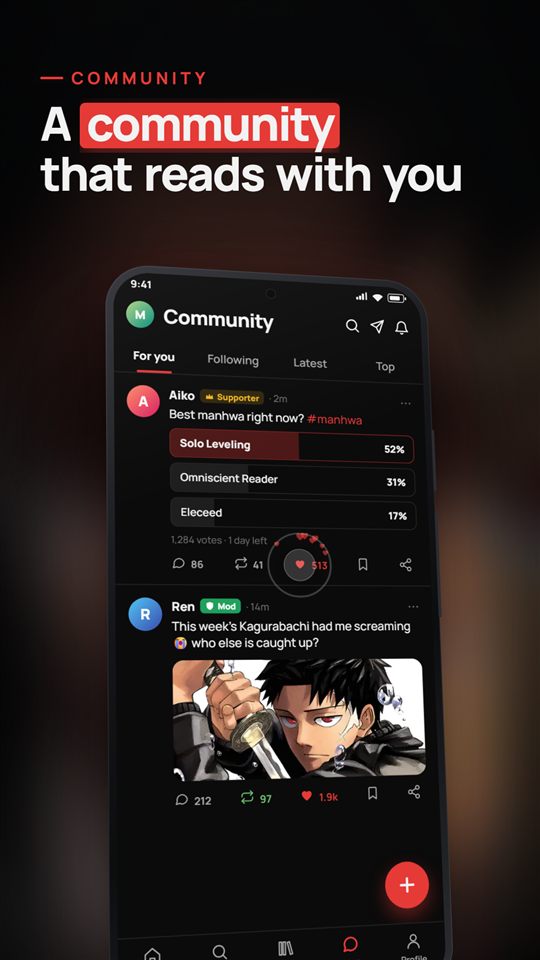 COMMUNITY
A community
that reads with you
9:41
M
Community
For you
Following
Latest
Top
A
Aiko
Supporter
· 2m
Best manhwa right now? #manhwa
Solo Leveling
52%
Omniscient Reader
31%
Eleceed
17%
1,284 votes · 1 day left
86
41
513
R
Ren
Mod
· 14m
This week's Kagurabachi had me screaming
😭 who else is caught up?
212
97
1.9k
Profile